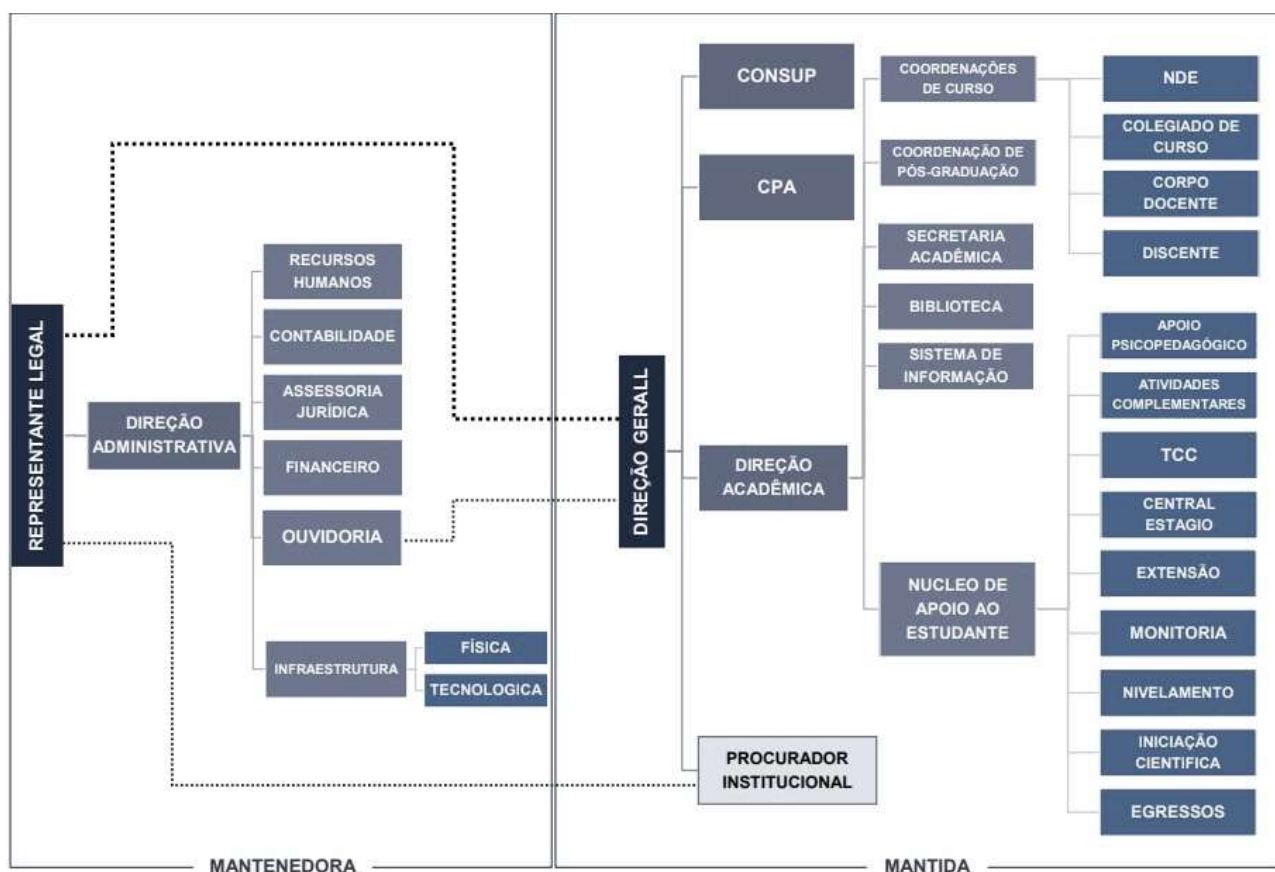 REPRESENTANTE LEGAL
DIREÇÃO
ADMINISTRATIVA
RECURSOS
HUMANOS
CONTABILIDADE
ASSESSORIA
JURÍDICA
FINANCEIRO
OUVIDORIA
INFRAESTRUTURA
FÍSICA
TECNOLOGICA
MANTENEDORA
DIREÇÃO GERALL
CONSUP
CPA
DIREÇÃO
ACADÊMICA
PROCURADOR
INSTITUCIONAL
COORDENAÇÕES
DE CURSO
COORDENAÇÃO DE
PÓS-GRADUAÇÃO
SECRETARIA
ACADÊMICA
BIBLIOTECA
SISTEMA DE
INFORMAÇÃO
NUCLEO DE
APOIO AO
ESTUDANTE
NDE
COLEGIADO DE
CURSO
CORPO
DOCENTE
DISCENTE
APOIO
PSICOPEDAGÓGICO
ATIVIDADES
COMPLEMENTARES
TCC
CENTRAL
ESTAGIO
EXTENSÃO
MONITORIA
NIVELAMENTO
INICIAÇÃO
CIENTIFICA
EGRESSOS
MANTIDA